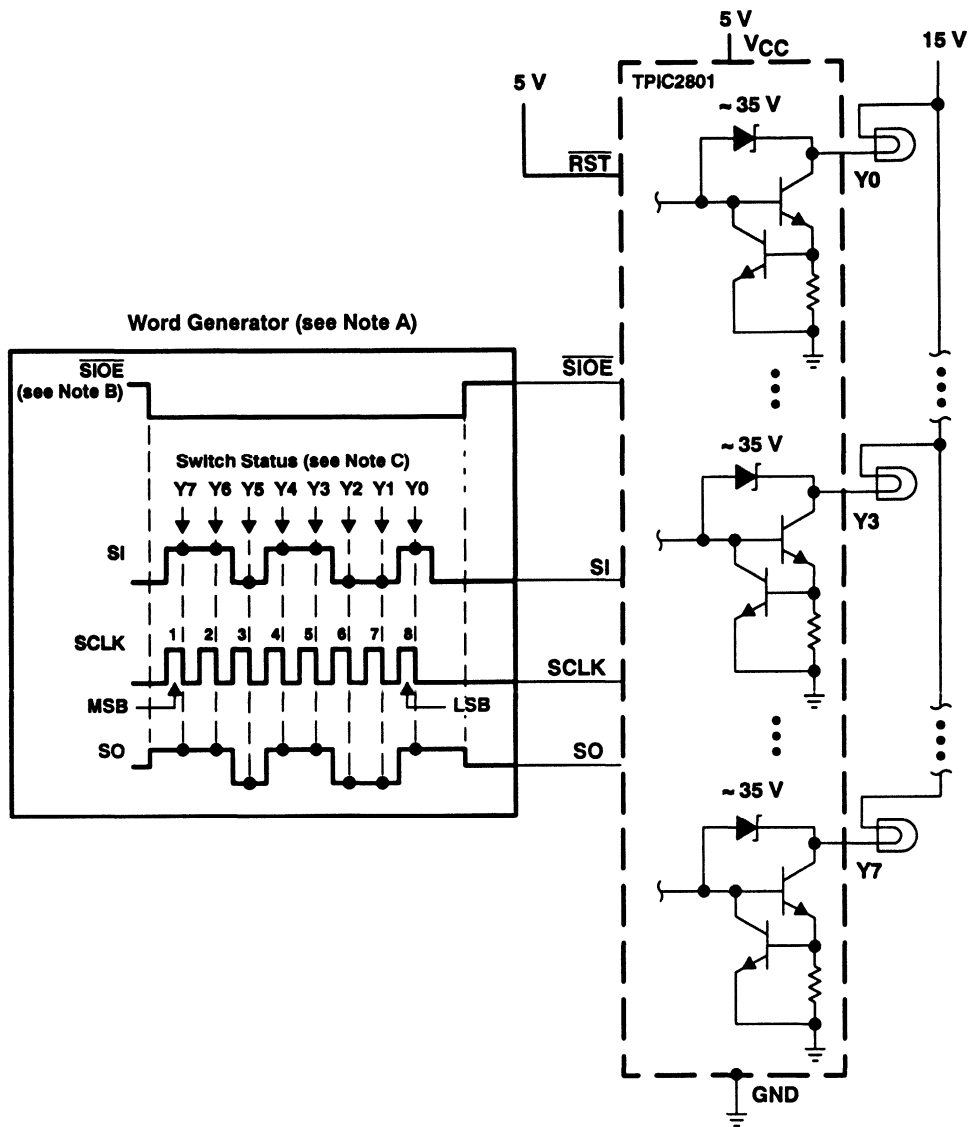 5 V
VCC
15 V
TPIC2801
5 V
~ 35 V
RST
Y0
Word Generator (see Note A)
SIOE
(see Note B)
SIOE
Switch Status (see Note C)
Y7 Y6 Y5 Y4 Y3 Y2 Y1 Y0
~ 35 V
Y3
SI
SI
SCLK
1 2 3 4 5 6 7 8
SCLK
MSB
LSB
SO
SO
~ 35 V
Y7
GND